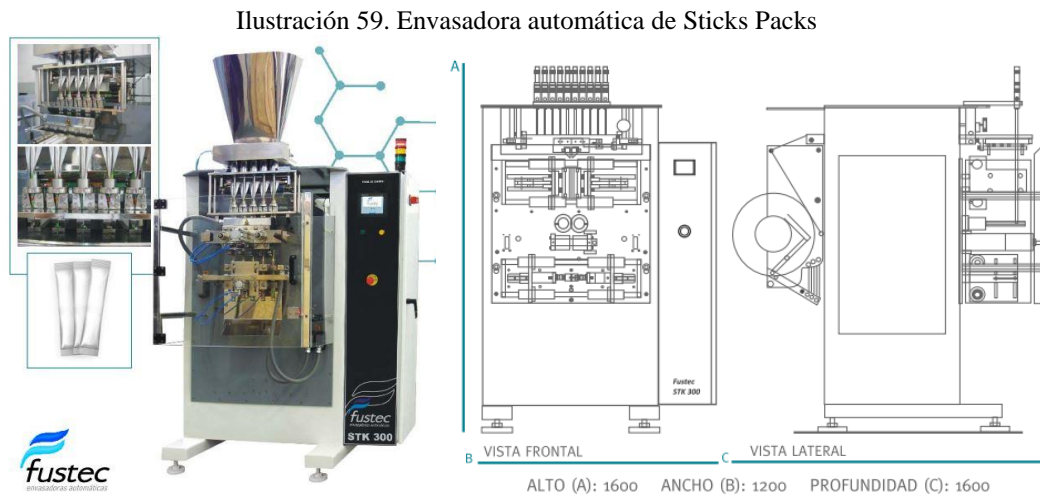 Ilustración 59. Envasadora automática de Sticks Packs
fustec
STK 300
fustec
envasadoras automáticas
A
Fustec
STK 300
B VISTA FRONTAL
C VISTA LATERAL
ALTO (A): 1600 ANCHO (B): 1200 PROFUNDIDAD (C): 1600